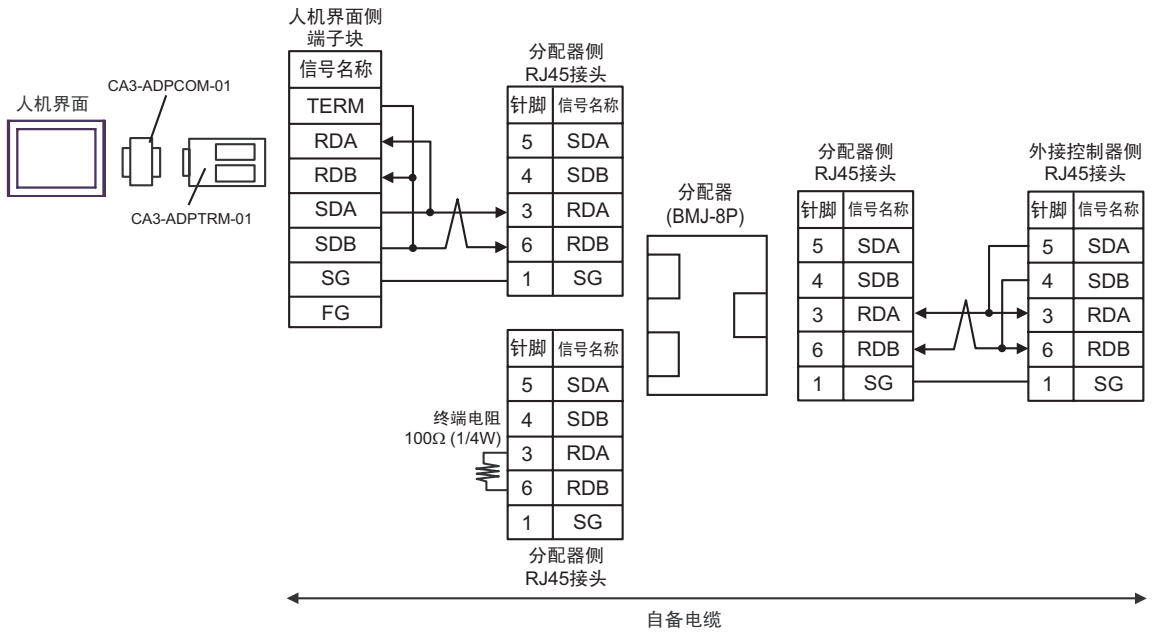 人机界面
CA3-ADPCOM-01
CA3-ADPTRM-01
人机界面侧
端子块
信号名称
TERM
RDA
RDB
SDA
SDB
SG
FG
分配器侧
RJ45接头
针脚 信号名称
5 SDA
4 SDB
3 RDA
6 RDB
1 SG
终端电阻
100Ω (1/4W)
针脚 信号名称
5 SDA
4 SDB
3 RDA
6 RDB
1 SG
分配器侧
RJ45接头
分配器
(BMJ-8P)
分配器侧
RJ45接头
针脚 信号名称
5 SDA
4 SDB
3 RDA
6 RDB
1 SG
外接控制器侧
RJ45接头
针脚 信号名称
5 SDA
4 SDB
3 RDA
6 RDB
1 SG
自备电缆